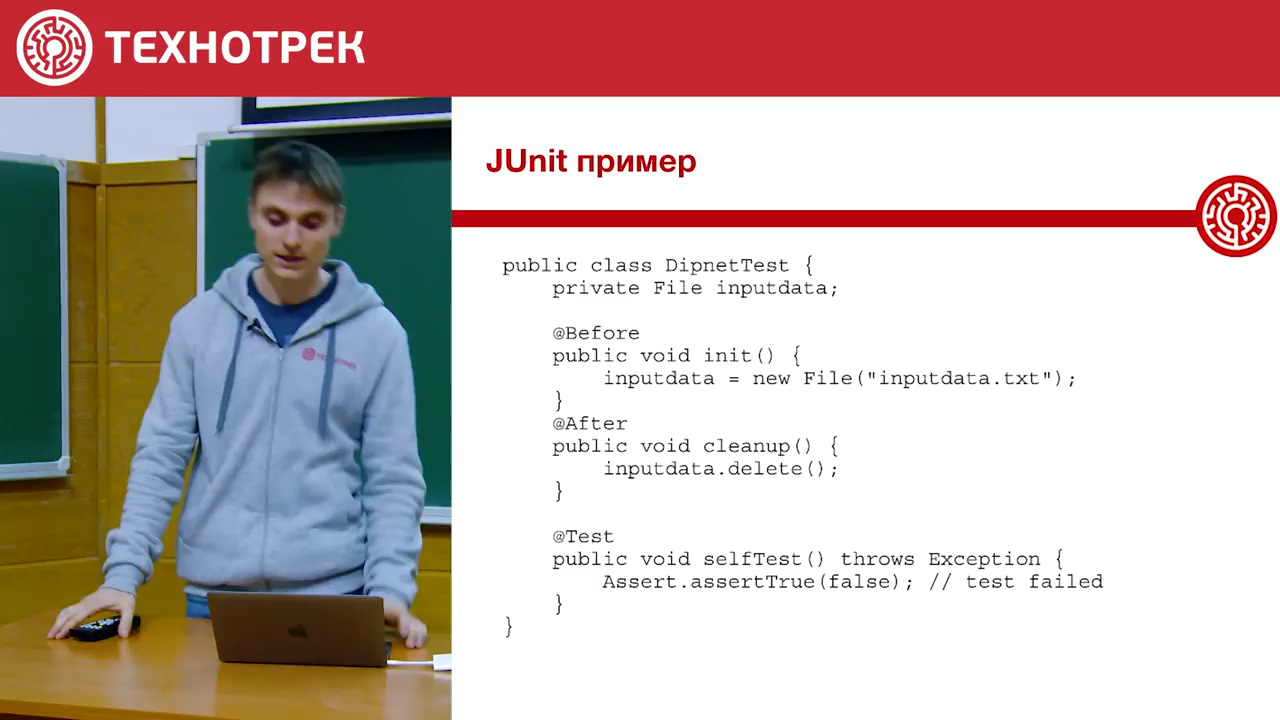 ТЕХНОТРЕК
JUnit пример
public class DipnetTest {
    private File inputdata;

    @Before
    public void init() {
        inputdata = new File("inputdata.txt");
    }
    @After
    public void cleanup() {
        inputdata.delete();
    }

    @Test
    public void selfTest() throws Exception {
        Assert.assertTrue(false); // test failed
    }
}
ТЕХНОТРЕК